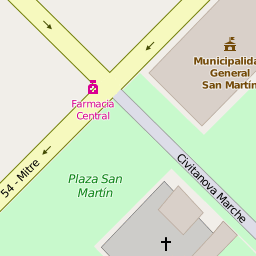 Municipalidad
General
San Martín
Farmacia
Central
54 - Mitre
Civitanova Marche
Plaza San
Martín